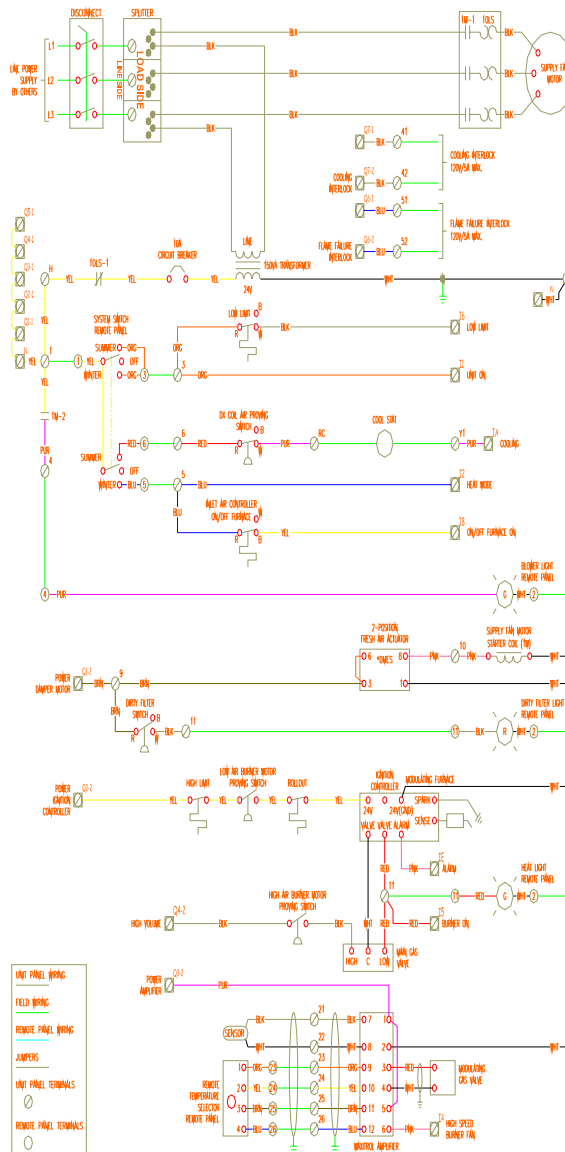 DISCONNECT
SPLITTER
1M-1
1OLS
L1
L2
L3
LINE POWER
SUPPLY
BY OTHERS
LOAD SIDE
LINE SIDE
BLK
BLK
BLK
BLK
BLK
BLK
BLK
BLK
SUPPLY FAN
MOTOR
Q7-1
BLK
41
Q7-2
BLK
42
COOLING
INTERLOCK
COOLING INTERLOCK
120V/5A MAX.
Q6-1
BLU
51
Q6-2
BLU
52
FLAME FAILURE
INTERLOCK
FLAME FAILURE INTERLOCK
120V/5A MAX.
Q5-1
Q4-1
Q3-1
Q2-1
Q1-1
N
H
YEL
1OLS-1
YEL
10A
CIRCUIT BREAKER
YEL
LINE
150VA TRANSFORMER
24V
WHT
N
WHT
YEL
SYSTEM SWITCH
REMOTE PANEL
YEL
1
1
YEL
SUMMER
ORG
OFF
WINTER
ORG
3
3
ORG
ORG
LOW LIMIT
B
R
W
BLK
T6
LOW LIMIT
T1
UNIT ON
YEL
1M-2
PUR
4
SUMMER
RED
OFF
WINTER
BLU
6
6
RED
DX COIL AIR PROVING
SWITCH
B
R
W
PUR
RC
COOL STAT
Y1
PUR
T4
COOLING
5
5
BLU
BLU
T2
HEAT MODE
INLET AIR CONTROLLER
ON/OFF FURNACE
W
R
B
YEL
T8
ON/OFF FURNACE ON
4
PUR
BLOWER LIGHT
REMOTE PANEL
G
WHT
2
2-POSITION
FRESH AIR ACTUATOR
6
8
*DMES
3
1
PNK
10
PNK
SUPPLY FAN MOTOR
STARTER COIL (1M)
WHT
WHT
POWER
DAMPER MOTOR
Q1-2
BRN
9
BRN
BRN
DIRTY FILTER
SWITCH
B
R
W
BLK
11
11
BLK
R
WHT
2
DIRTY FILTER LIGHT
REMOTE PANEL
POWER
IGNITION
CONTROLLER
Q2-2
YEL
HIGH LIMIT
YEL
LOW AIR BURNER MOTOR
PROVING SWITCH
YEL
ROLLOUT
YEL
IGNITION
CONTROLLER
MODULATING FURNACE
24V
24V(GND)
SPARK
SENSE
VALVE
VALVE
ALARM
WHT
PNK
ALARM
RED
11
11
RED
G
WHT
2
HEAT LIGHT
REMOTE PANEL
HIGH VOLUME
Q4-2
BLK
HIGH AIR BURNER MOTOR
PROVING SWITCH
BLK
WHT
RED
RED
BURNER ON
HIGH
C
LOW
MAIN GAS
VALVE
POWER
AMPLIFIER
Q3-2
PUR
UNIT PANEL WIRING
FIELD WIRING
REMOTE PANEL WIRING
JUMPERS
UNIT PANEL TERMINALS
REMOTE PANEL TERMINALS
SENSOR
BLK
21
BLK
7
1
WHT
22
WHT
8
2
WHT
REMOTE
TEMPERATURE
SELECTOR
REMOTE PANEL
1
ORG
23
23
ORG
9
3
RED
2
YEL
24
24
YEL
10
4
WHT
3
BRN
25
25
BRN
11
5
4
BLU
26
26
BLU
12
6
PNK
MODULATING
GAS VALVE
T4
HIGH SPEED
BURNER FAN
MAXITROL AMPLIFIER